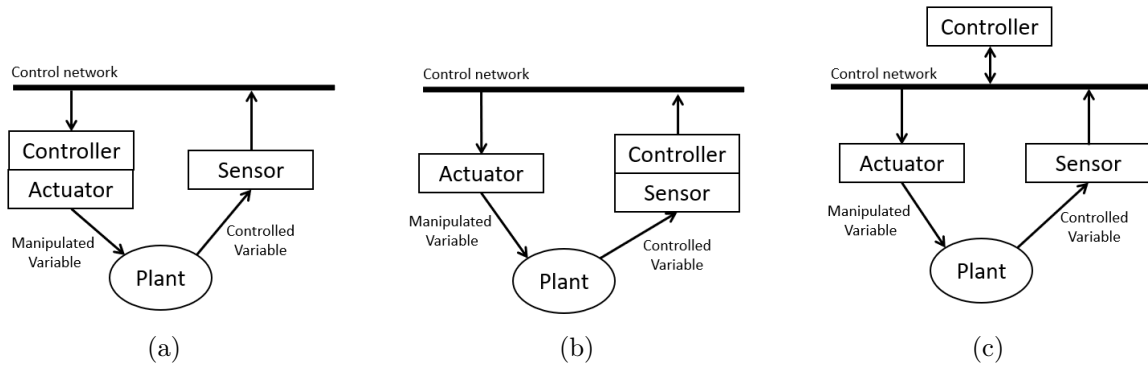 Control network
Controller
Actuator
Sensor
Manipulated
Variable
Controlled
Variable
Plant
(a)
Control network
Actuator
Controller
Sensor
Manipulated
Variable
Controlled
Variable
Plant
(b)
Controller
Control network
Actuator
Sensor
Manipulated
Variable
Controlled
Variable
Plant
(c)